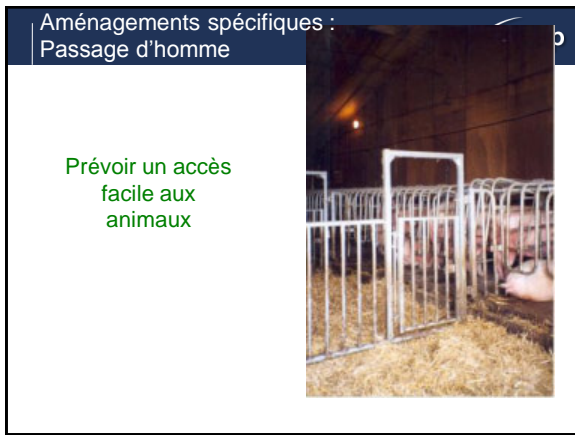 Aménagements spécifiques :
Passage d’homme
Prévoir un accès
facile aux
animaux